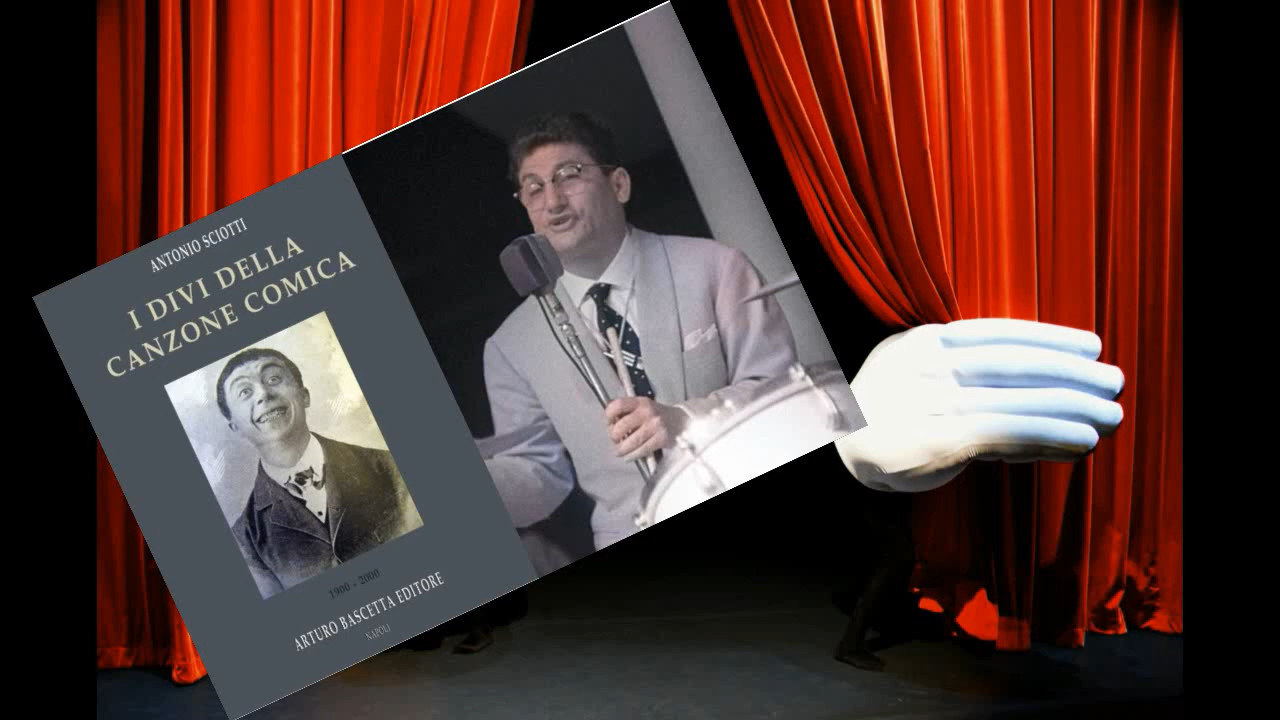 ANTONIO SCIOTTI
I DIVI DELLA
CANZONE COMICA
1900 - 2000
ARTURO BASCETTA EDITORE
NAPOLI